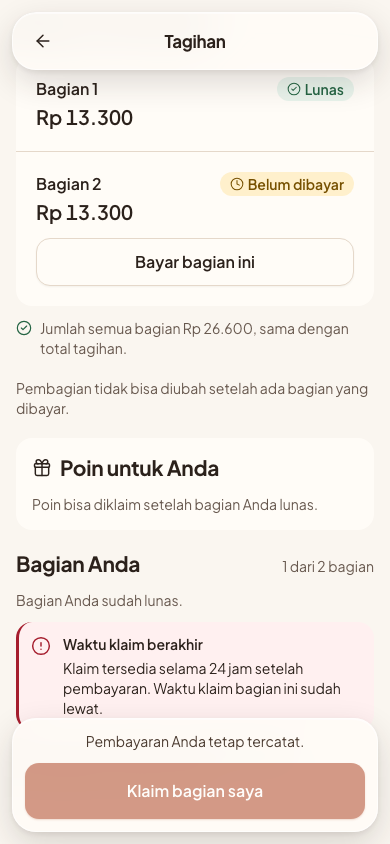 Tagihan
Bagian 1
Lunas
Rp 13.300
Bagian 2
Belum dibayar
Rp 13.300
Bayar bagian ini
Jumlah semua bagian Rp 26.600, sama dengan
total tagihan.
Pembagian tidak bisa diubah setelah ada bagian yang
dibayar.
Poin untuk Anda
Poin bisa diklaim setelah bagian Anda lunas.
Bagian Anda
1 dari 2 bagian
Bagian Anda sudah lunas.
Waktu klaim berakhir
Klaim tersedia selama 24 jam setelah
pembayaran. Waktu klaim bagian ini sudah
lewat.
Pembayaran Anda tetap tercatat.
Klaim bagian saya